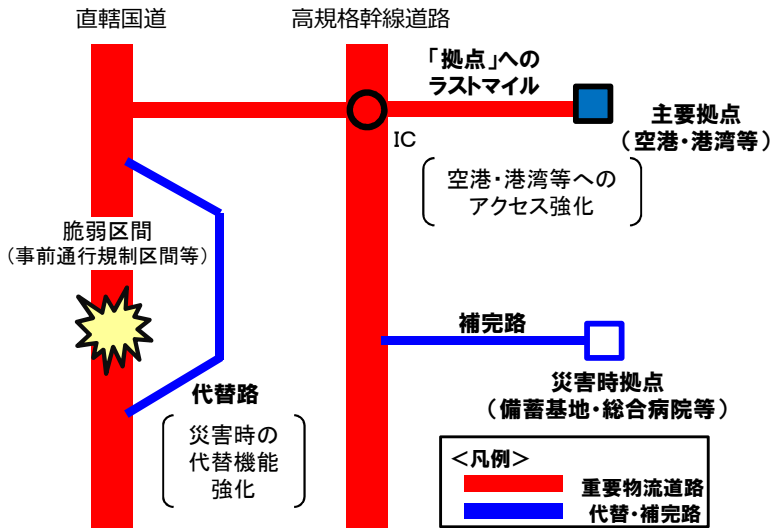 直轄国道
高規格幹線道路
「拠点」への
ラストマイル
主要拠点
（空港・港湾等）
IC
空港・港湾等への
アクセス強化
脆弱区間
（事前通行規制区間等）
補完路
災害時拠点
（備蓄基地・総合病院等）
代替路
災害時の
代替機能
強化
＜凡例＞
重要物流道路
代替・補完路